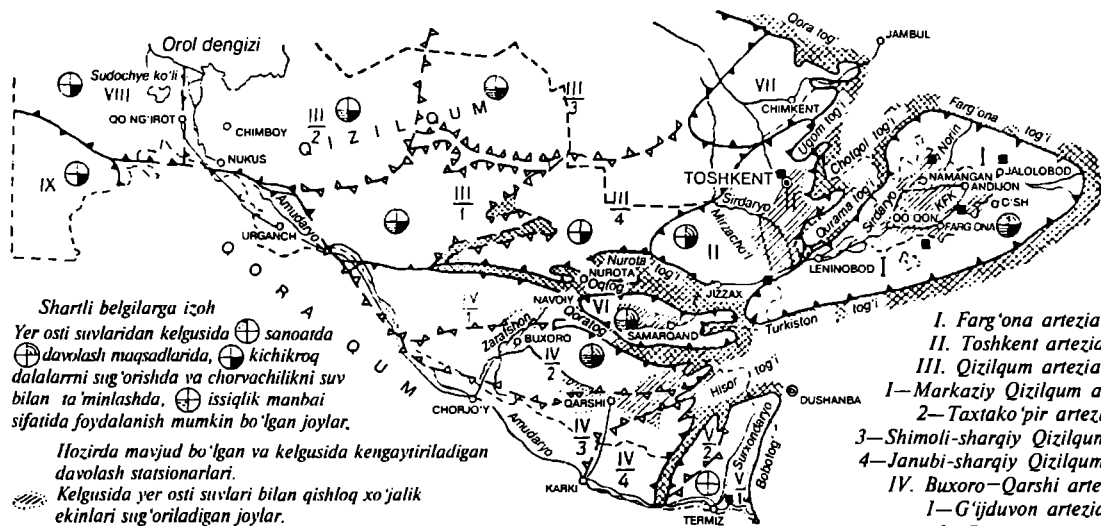 Orol dengizi
Sudochye ko'li
VIII
QO'NG'IROT
CHIMBOY
NUKUS
IX
III
2
QIZILQUM
III
3
III
1
III
4
Qora tog'
JAMBUL
VII
CHIMKENT
Ugom tog'i
Chotqol tog'i
Farg'ona tog'i
Norin
I
JALOLOBOD
NAMANGAN
ANDIJON
O'SH
KFK
QO'QON
FARG'ONA
TOSHKENT
Sirdaryo
Qurama tog'
Sirdaryo
Mirzacho'l
II
LENINOBOD
I
Amudaryo
URGANCH
QORAQUM
Nurota tog'i
NUROTA
Oqtog'
JIZZAX
Turkiston tog'i
NAVOIY
VI
Qoratog'
SAMARQAND
IV
Zarafshon
BUXORO
IV
2
Hisor tog'i
DUSHANBA
CHORJO'Y
QARSHI
Amudaryo
IV
3
IV
4
V
2
V
1
Surxondaryo
Bobotog'
KARKI
TERMIZ
Shartli belgilarga izoh
Yer osti suvlaridan kelgusida sanoatda
davolash maqsadlarida, kichikroq
dalalarni sug'orishda va chorvachilikni suv
bilan ta'minlashda, issiqlik manbai
sifatida foydalanish mumkin bo'lgan joylar.
Hozirda mavjud bo'lgan va kelgusida kengaytiriladigan
davolash statsionarlari.
Kelgusida yer osti suvlari bilan qishloq xo'jalik
ekinlari sug'oriladigan joylar.
I. Farg'ona artezia
II. Toshkent artezia
III. Qizilqum artezia
1—Markaziy Qizilqum a
2—Taxtako'pir artezi
3—Shimoli-sharqiy Qizilqum
4—Janubi-sharqiy Qizilqum
IV. Buxoro—Qarshi arte
1—G'ijduvon artezia